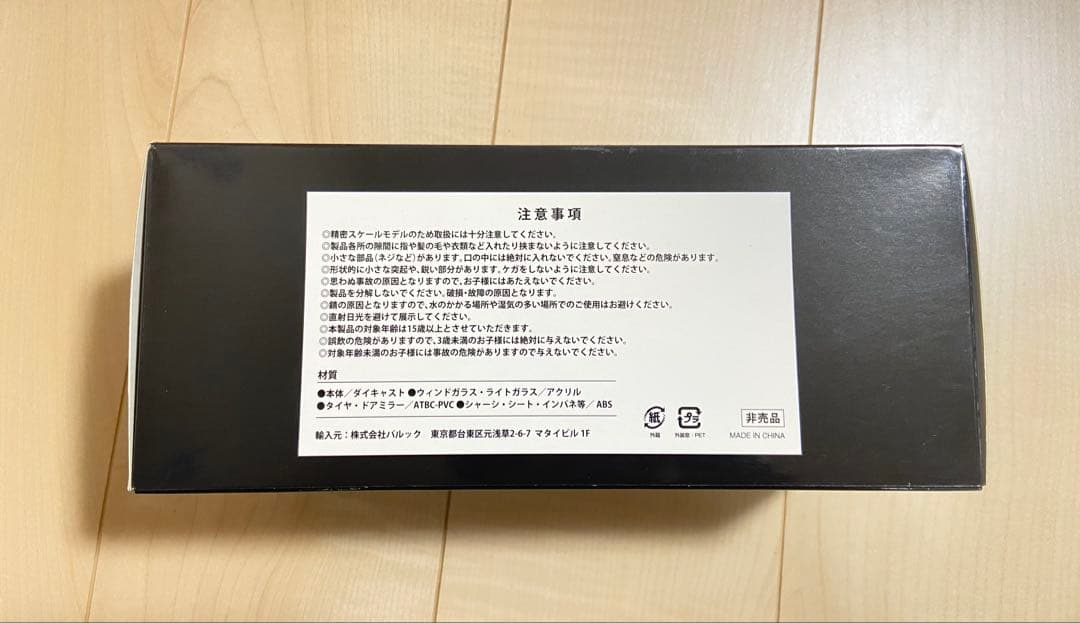 注意事項
◎精密スケールモデルのため取扱には十分注意してください。
◎製品各所の隙間に指や髪の毛や衣類など入れたり挟まないように注意してください。
◎小さな部品(ネジなど)があります。口の中には絶対に入れないでください。窒息などの危険があります。
◎形状的に小さな突起や、鋭い部分があります。ケガをしないように注意してください。
◎思わぬ事故の原因となりますので、お子様にはあたえないでください。
◎製品を分解しないでください。破損・故障の原因となります。
◎錆の原因となりますので、水のかかる場所や湿気の多い場所でのご使用はお避けください。
◎直射日光を避けて展示してください。
◎本製品の対象年齢は15歳以上とさせていただきます。
◎誤飲の危険がありますので、3歳未満のお子様には絶対に与えないでください。
◎対象年齢未満のお子様には事故の危険がありますので与えないでください。
材質
●本体/ダイキャスト ●ウィンドガラス・ライトガラス/アクリル
●タイヤ・ドアミラー/ATBC-PVC ●シャーシ・シート・インパネ等/ABS
輸入元:株式会社バルック 東京都台東区元浅草2-6-7 マタイビル1F
紙
外箱
プラ
外装窓:PET
非売品
MADE IN CHINA